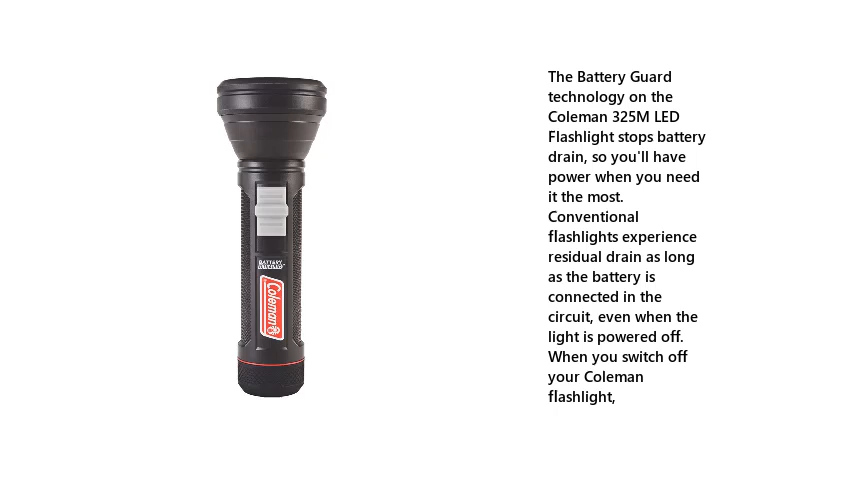 The Battery Guard
technology on the
Coleman 325M LED
Flashlight stops battery
drain, so you'll have
power when you need
it the most.
Conventional
flashlights experience
residual drain as long
as the battery is
connected in the
circuit, even when the
light is powered off.
When you switch off
your Coleman
flashlight,
BATTERY
GUARD
Coleman